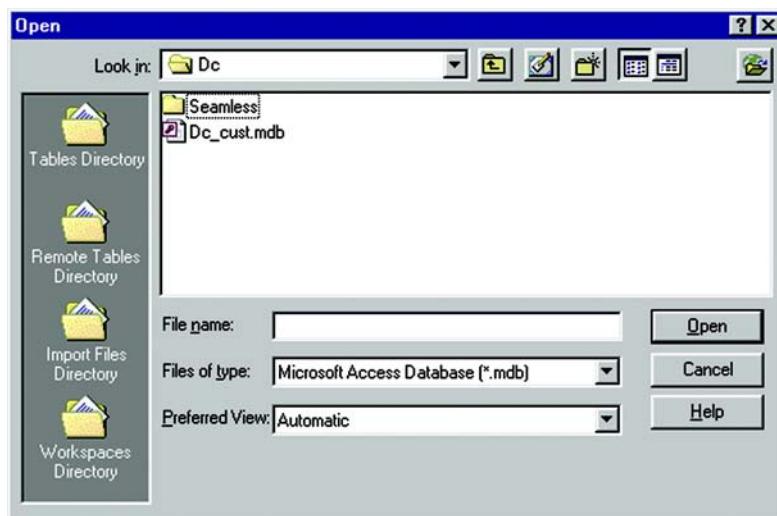 Open
Look in: Dc
Tables Directory
Remote Tables
Directory
Import Files
Directory
Workspaces
Directory
Seamless
Dc_cust.mdb
File name:
Open
Files of type: Microsoft Access Database (*.mdb)
Cancel
Preferred View: Automatic
Help